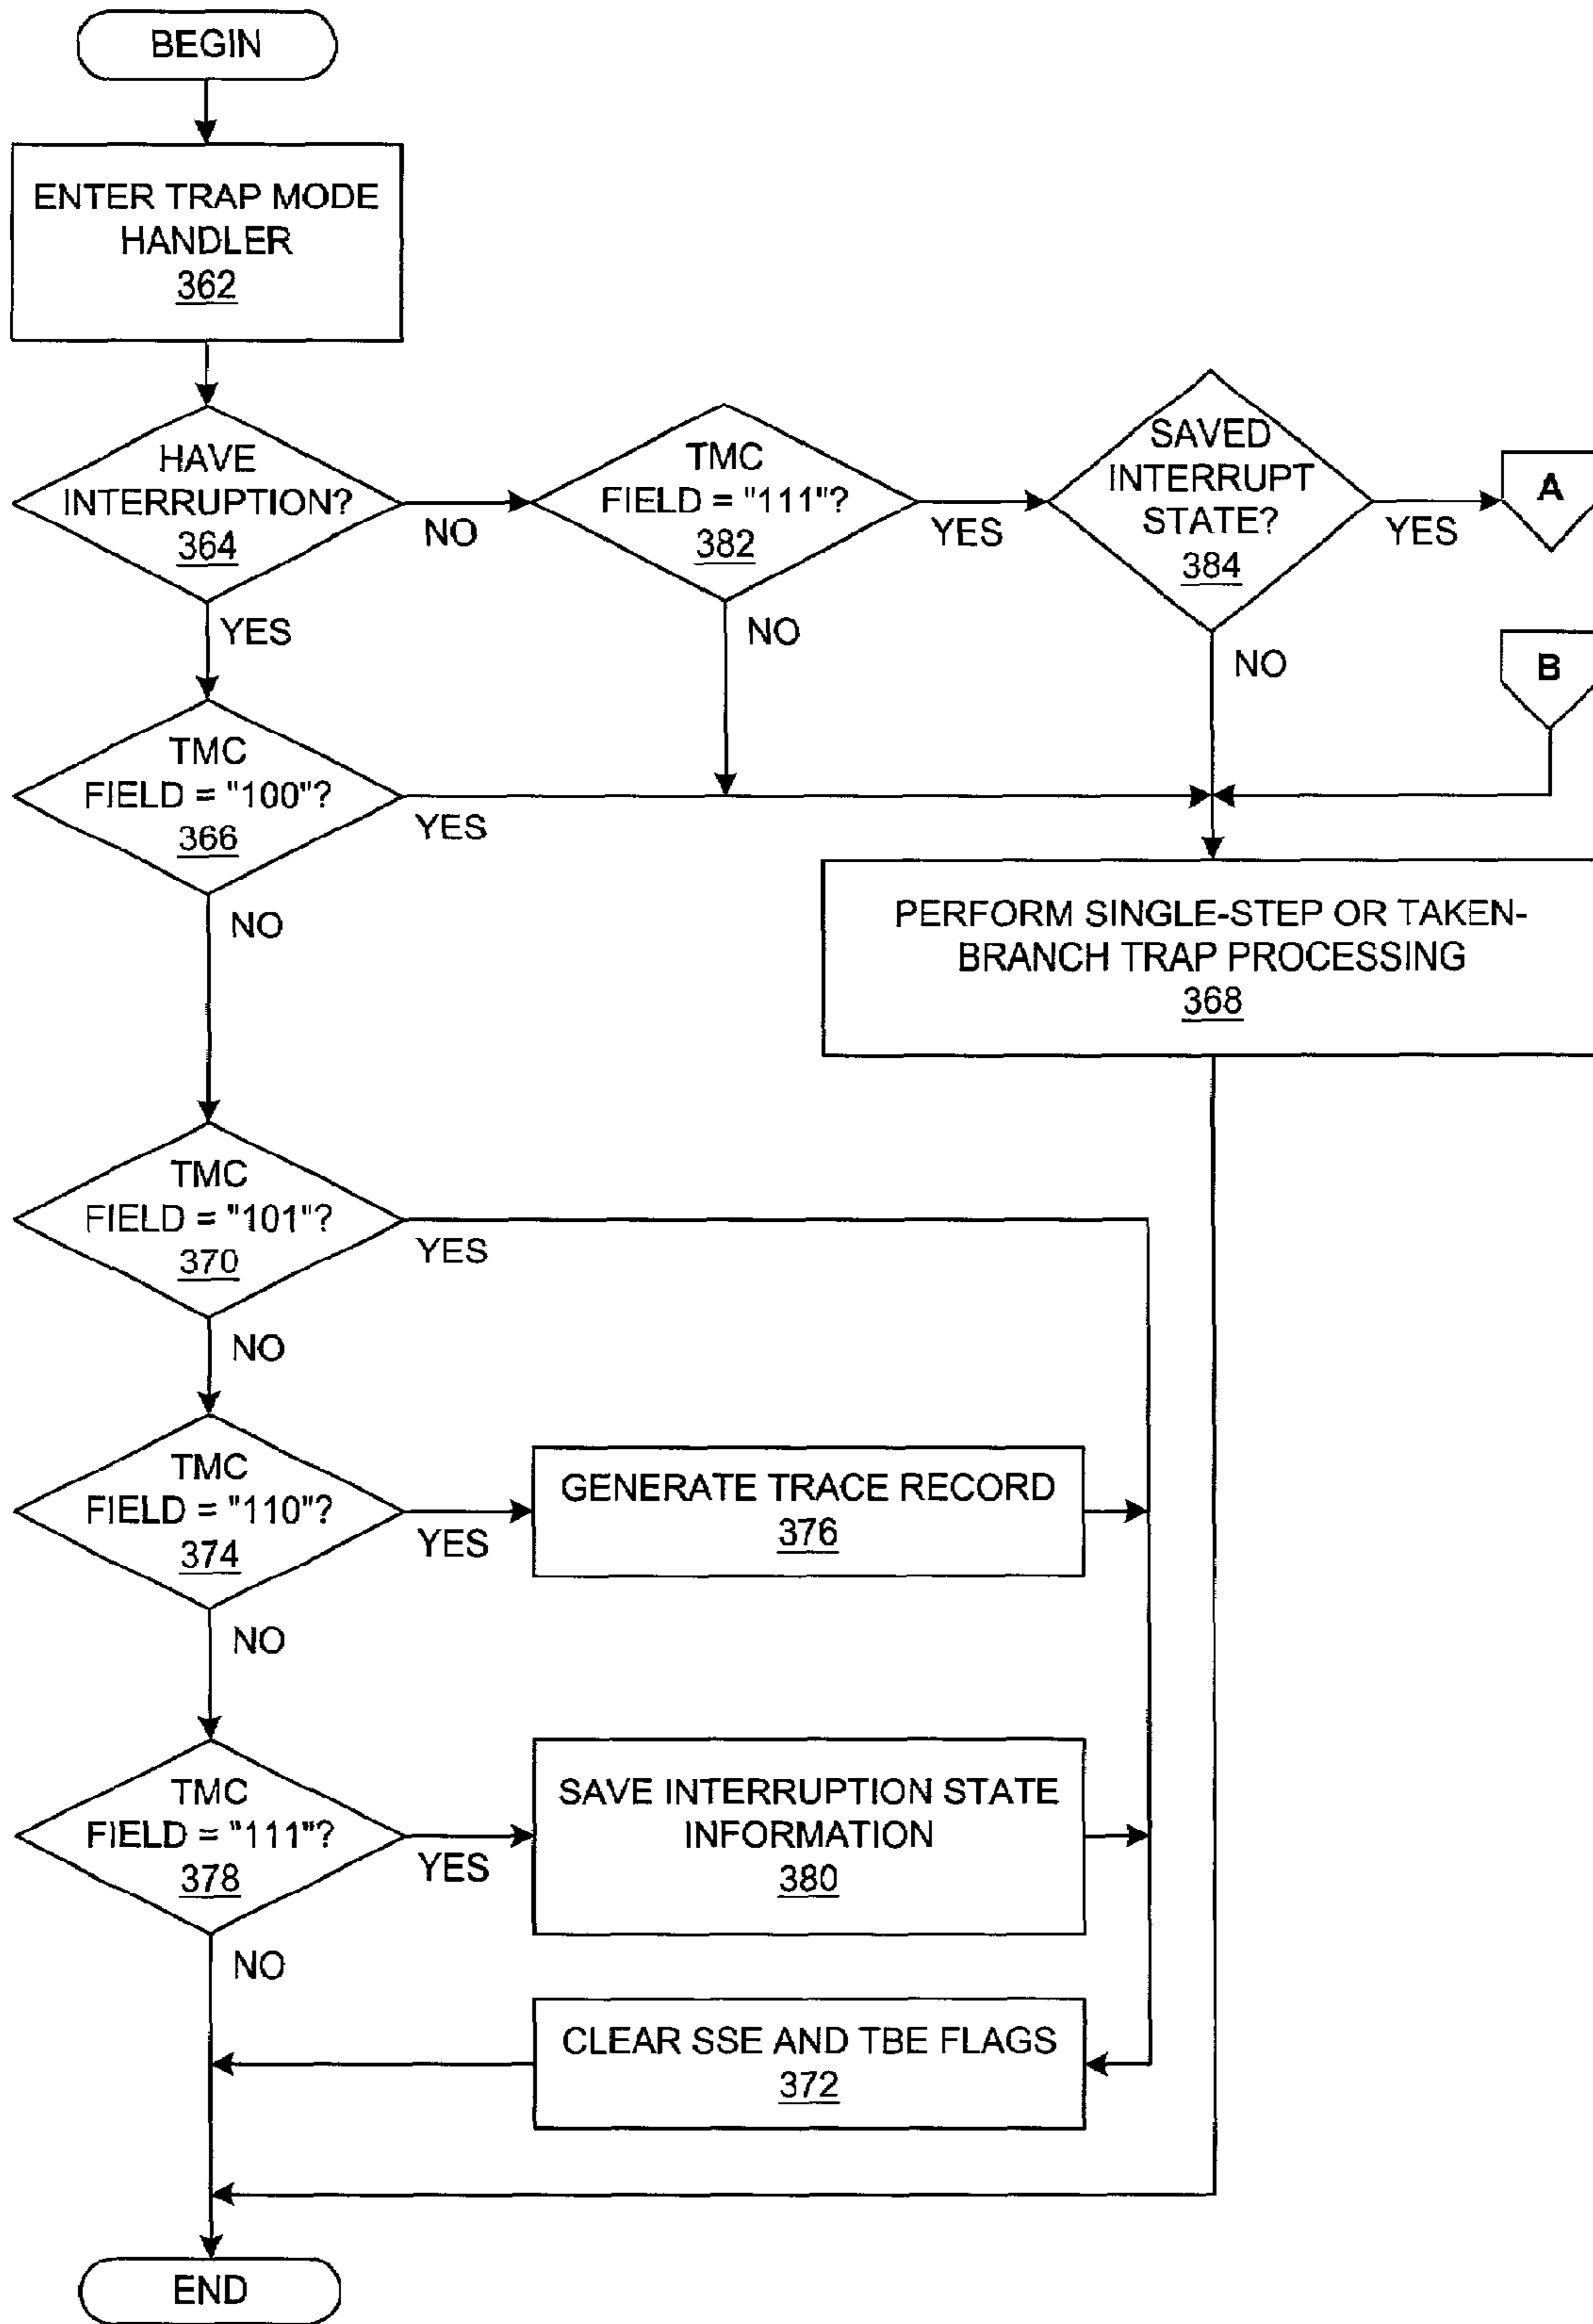 BEGIN
ENTER TRAP MODE
HANDLER
362
HAVE
INTERRUPTION?
364
NO
YES
TMC
FIELD = "111"?
382
YES
NO
SAVED
INTERRUPT
STATE?
384
YES
NO
A
B
TMC
FIELD = "100"?
366
YES
NO
PERFORM SINGLE-STEP OR TAKEN-
BRANCH TRAP PROCESSING
368
TMC
FIELD = "101"?
370
YES
NO
TMC
FIELD = "110"?
374
YES
NO
GENERATE TRACE RECORD
376
TMC
FIELD = "111"?
378
YES
NO
SAVE INTERRUPTION STATE
INFORMATION
380
CLEAR SSE AND TBE FLAGS
372
END